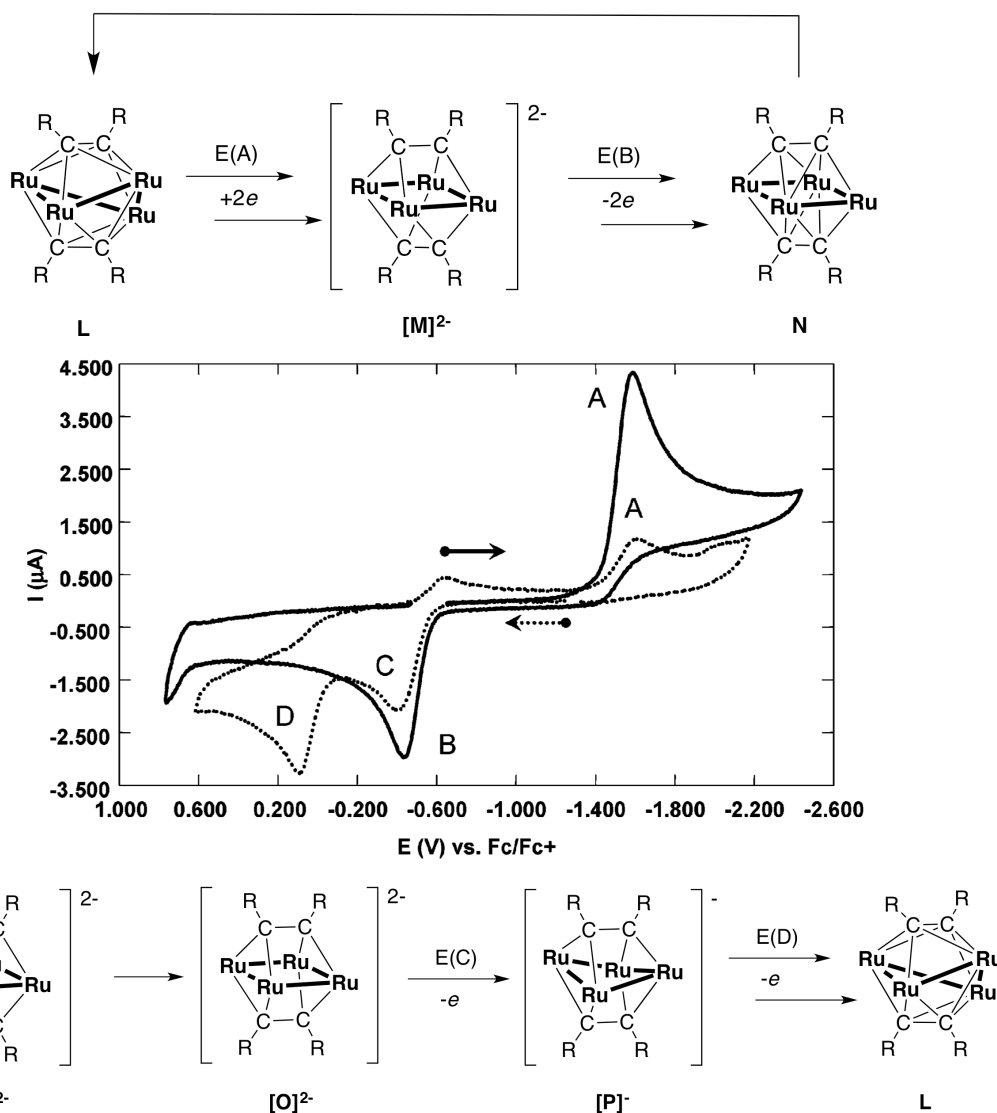 R R R R R R
2-
C C C C C C
E(A) E(B)
Ru Ru Ru Ru Ru Ru
+2e -2e
Ru Ru Ru Ru Ru Ru
C C C C C C
R R R R R R
L [M]2- N
4.500
A
3.500
2.500
A
1.500
0.500
I (µA)
-0.500
C
-1.500
D
B
-2.500
-3.500
1.000 0.600 0.200 -0.200 -0.600 -1.000 -1.400 -1.800 -2.200 -2.600
E (V) vs. Fc/Fc+
R 2- R R 2- R R - R R
C C C C C C C
E(C) E(D)
Ru Ru Ru Ru Ru Ru Ru Ru
-e -e
Ru Ru Ru Ru Ru Ru
C C C C C C C
R R R R R R R
2- [O]2- [P]- L